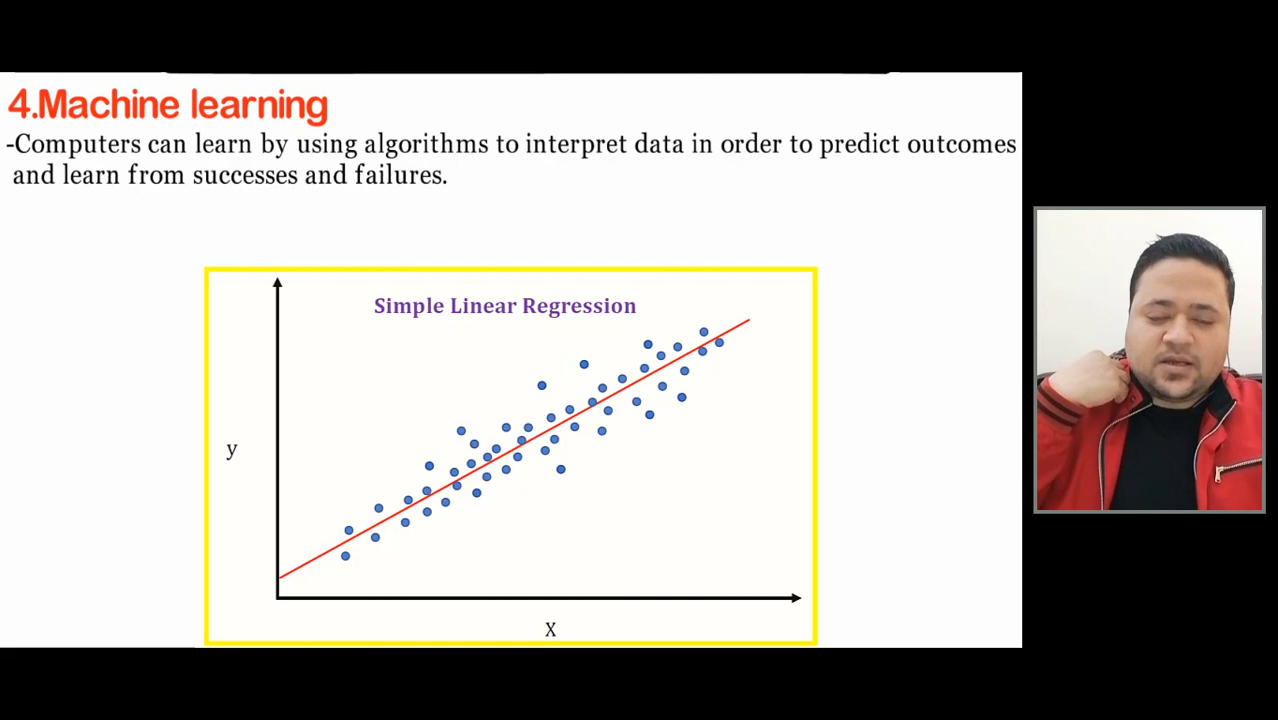 4.Machine learning
-Computers can learn by using algorithms to interpret data in order to predict outcomes
and learn from successes and failures.
Simple Linear Regression
y
X